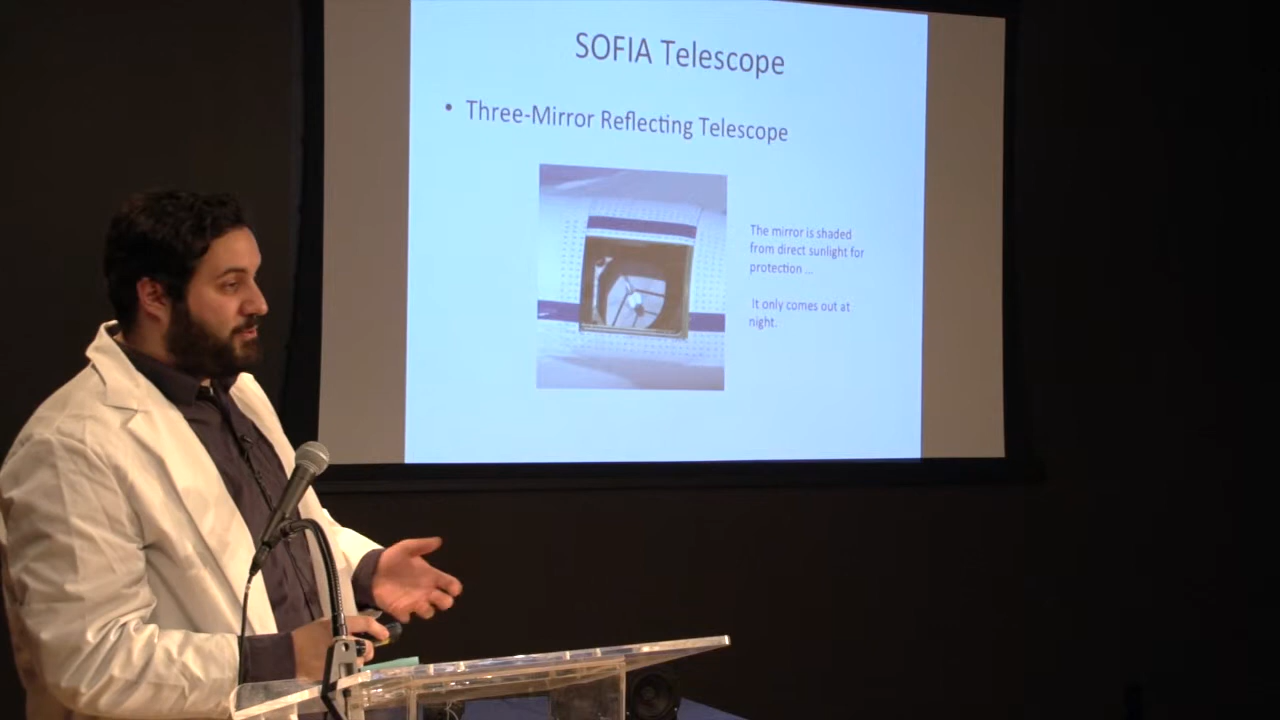 SOFIA Telescope
• Three-Mirror Reflecting Telescope
The mirror is shaded
from direct sunlight for
protection ...
It only comes out at
night.